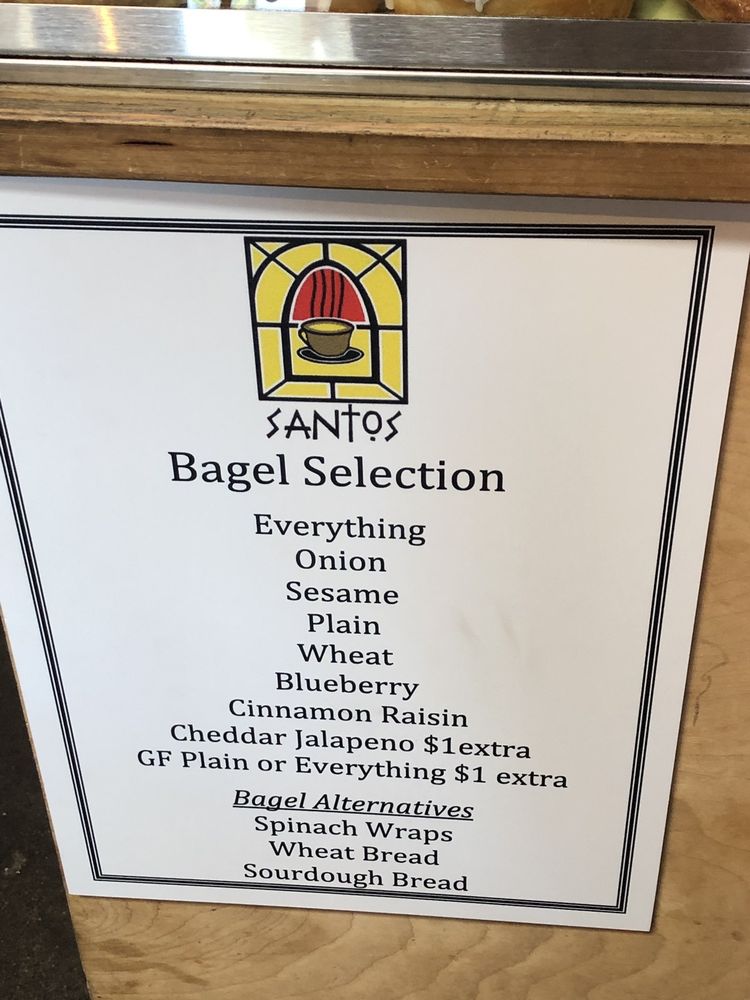 SANTOS
Bagel Selection
Everything
Onion
Sesame
Plain
Wheat
Blueberry
Cinnamon Raisin
Cheddar Jalapeno $1extra
GF Plain or Everything $1 extra
Bagel Alternatives
Spinach Wraps
Wheat Bread
Sourdough Bread